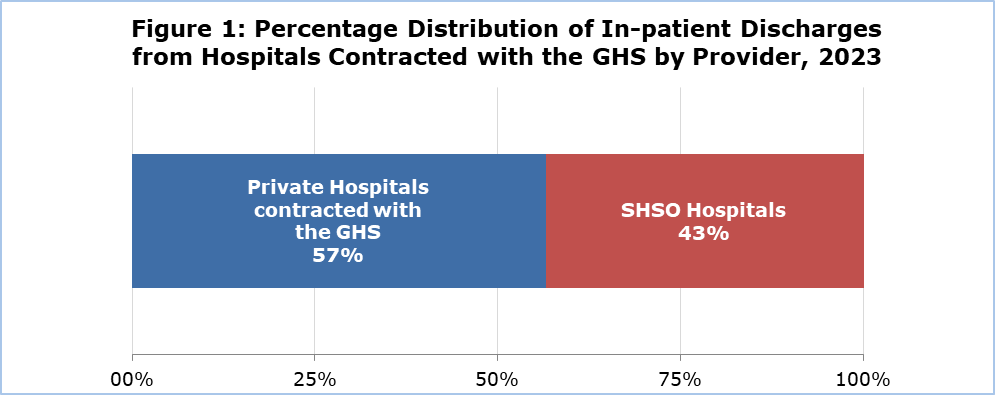 Figure 1: Percentage Distribution of In-patient Discharges
from Hospitals Contracted with the GHS by Provider, 2023
Private Hospitals
contracted with
the GHS
57%
SHSO Hospitals
43%
00%
25%
50%
75%
100%